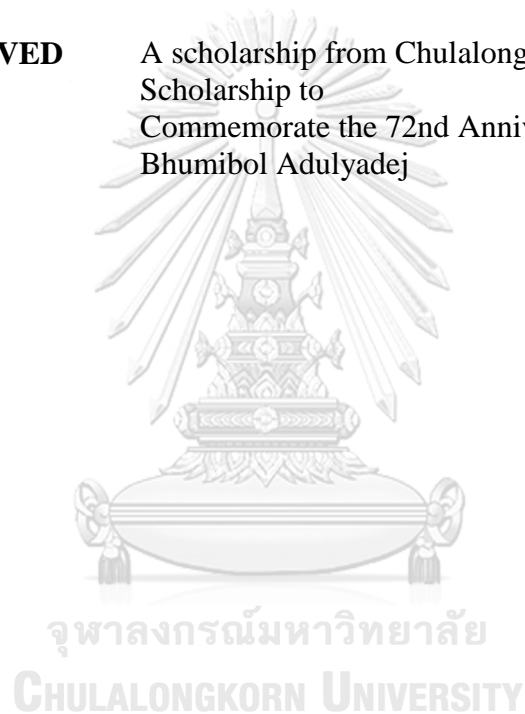 VED A scholarship from Chulalong
Scholarship to
Commemorate the 72nd Anniv
Bhumibol Adulyadej
จุฬาลงกรณ์มหาวิทยาลัย
CHULALONGKORN UNIVERSITY